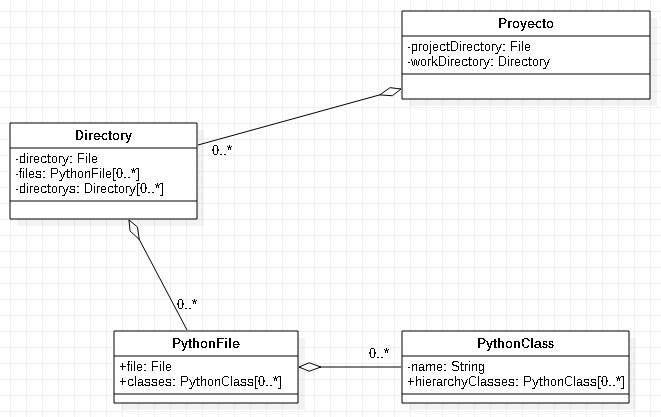 Proyecto
-projectDirectory: File
-workDirectory: Directory
0..*
Directory
-directory: File
-files: PythonFile[0..*]
-directorys: Directory[0..*]
0..*
PythonFile
+file: File
+classes: PythonClass[0..*]
0..*
PythonClass
-name: String
+hierarchyClasses: PythonClass[0..*]